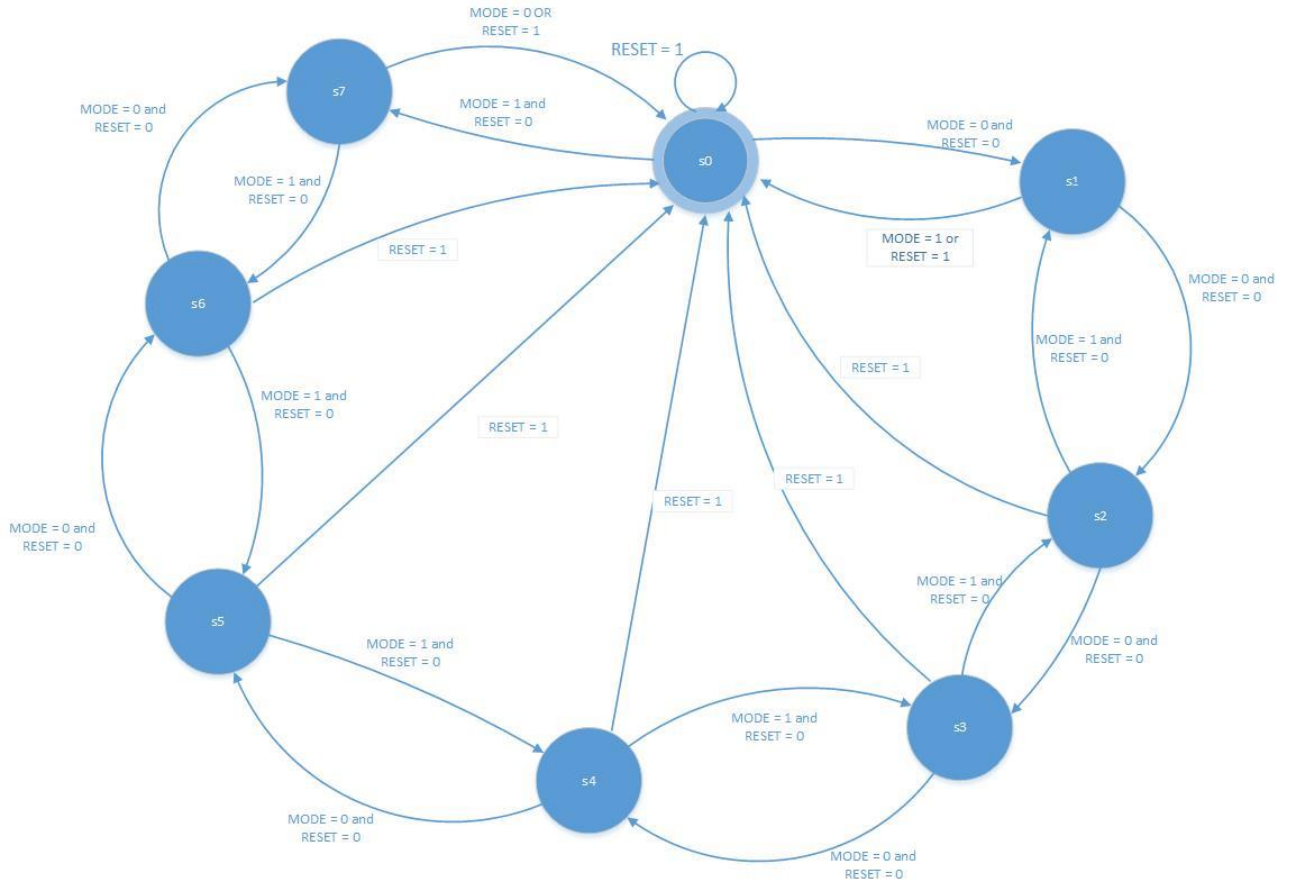 MODE = 0 OR
RESET = 1
RESET = 1
s7
MODE = 0 and
RESET = 0
MODE = 1 and
RESET = 0
MODE = 0 and
RESET = 0
s0
s1
MODE = 1 and
RESET = 0
MODE = 1 or
RESET = 1
RESET = 1
MODE = 0 and
RESET = 0
s6
MODE = 1 and
RESET = 0
RESET = 1
MODE = 1 and
RESET = 0
RESET = 1
RESET = 1
RESET = 1
s2
MODE = 0 and
RESET = 0
MODE = 1 and
RESET = 0
s5
MODE = 1 and
RESET = 0
MODE = 0 and
RESET = 0
MODE = 1 and
RESET = 0
s3
s4
MODE = 0 and
RESET = 0
MODE = 0 and
RESET = 0